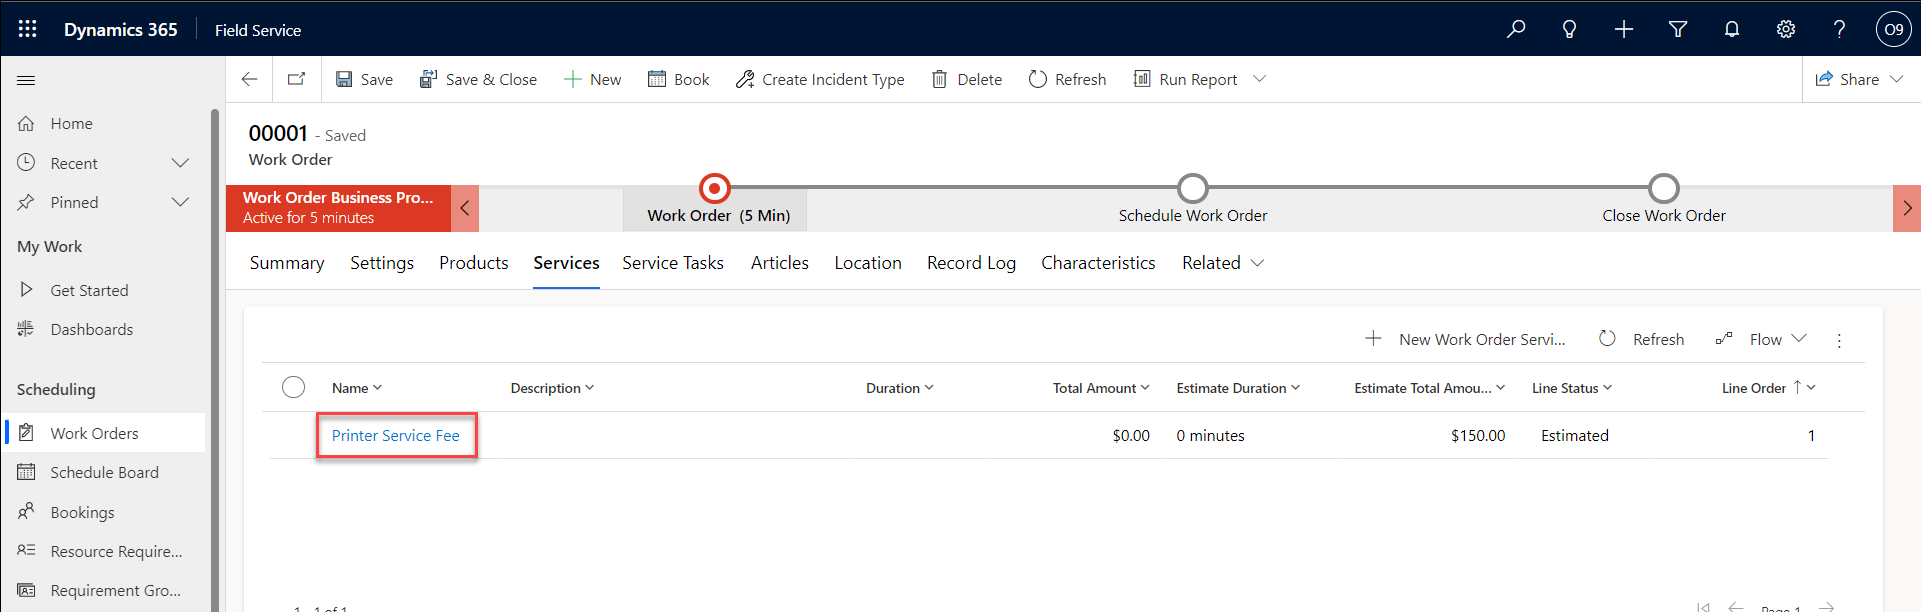 Dynamics 365 Field Service O9
Save Save & Close New Book Create Incident Type Delete Refresh Run Report Share
Home
Recent
Pinned
My Work
Get Started
Dashboards
Scheduling
Work Orders
Schedule Board
Bookings
Resource Require...
Requirement Gro...
00001 - Saved
Work Order
Work Order Business Pro...
Active for 5 minutes
Work Order (5 Min) Schedule Work Order Close Work Order
Summary Settings Products Services Service Tasks Articles Location Record Log Characteristics Related
New Work Order Servi... Refresh Flow
Name Description Duration Total Amount Estimate Duration Estimate Total Amou... Line Status Line Order
Printer Service Fee $0.00 0 minutes $150.00 Estimated 1
1 - 1 of 1 Page 1